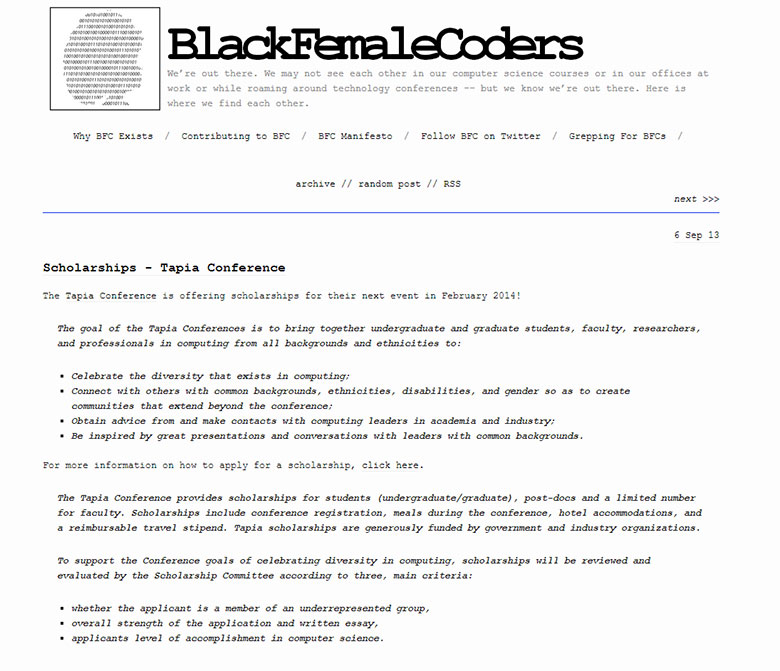 BlackFemaleCoders
We're out there. We may not see each other in our computer science courses or in our offices at
work or while roaming around technology conferences -- but we know we're out there. Here is
where we find each other.
Why BFC Exists / Contributing to BFC / BFC Manifesto / Follow BFC on Twitter / Grepping For BFCs /
archive // random post // RSS
next >>>
6 Sep 13
Scholarships - Tapia Conference
The Tapia Conference is offering scholarships for their next event in February 2014!
The goal of the Tapia Conferences is to bring together undergraduate and graduate students, faculty, researchers,
and professionals in computing from all backgrounds and ethnicities to:
• Celebrate the diversity that exists in computing;
• Connect with others with common backgrounds, ethnicities, disabilities, and gender so as to create
communities that extend beyond the conference;
• Obtain advice from and make contacts with computing leaders in academia and industry;
• Be inspired by great presentations and conversations with leaders with common backgrounds.
For more information on how to apply for a scholarship, click here.
The Tapia Conference provides scholarships for students (undergraduate/graduate), post-docs and a limited number
for faculty. Scholarships include conference registration, meals during the conference, hotel accommodations, and
a reimbursable travel stipend. Tapia scholarships are generously funded by government and industry organizations.
To support the Conference goals of celebrating diversity in computing, scholarships will be reviewed and
evaluated by the Scholarship Committee according to three, main criteria:
• whether the applicant is a member of an underrepresented group,
• overall strength of the application and written essay,
• applicants level of accomplishment in computer science.